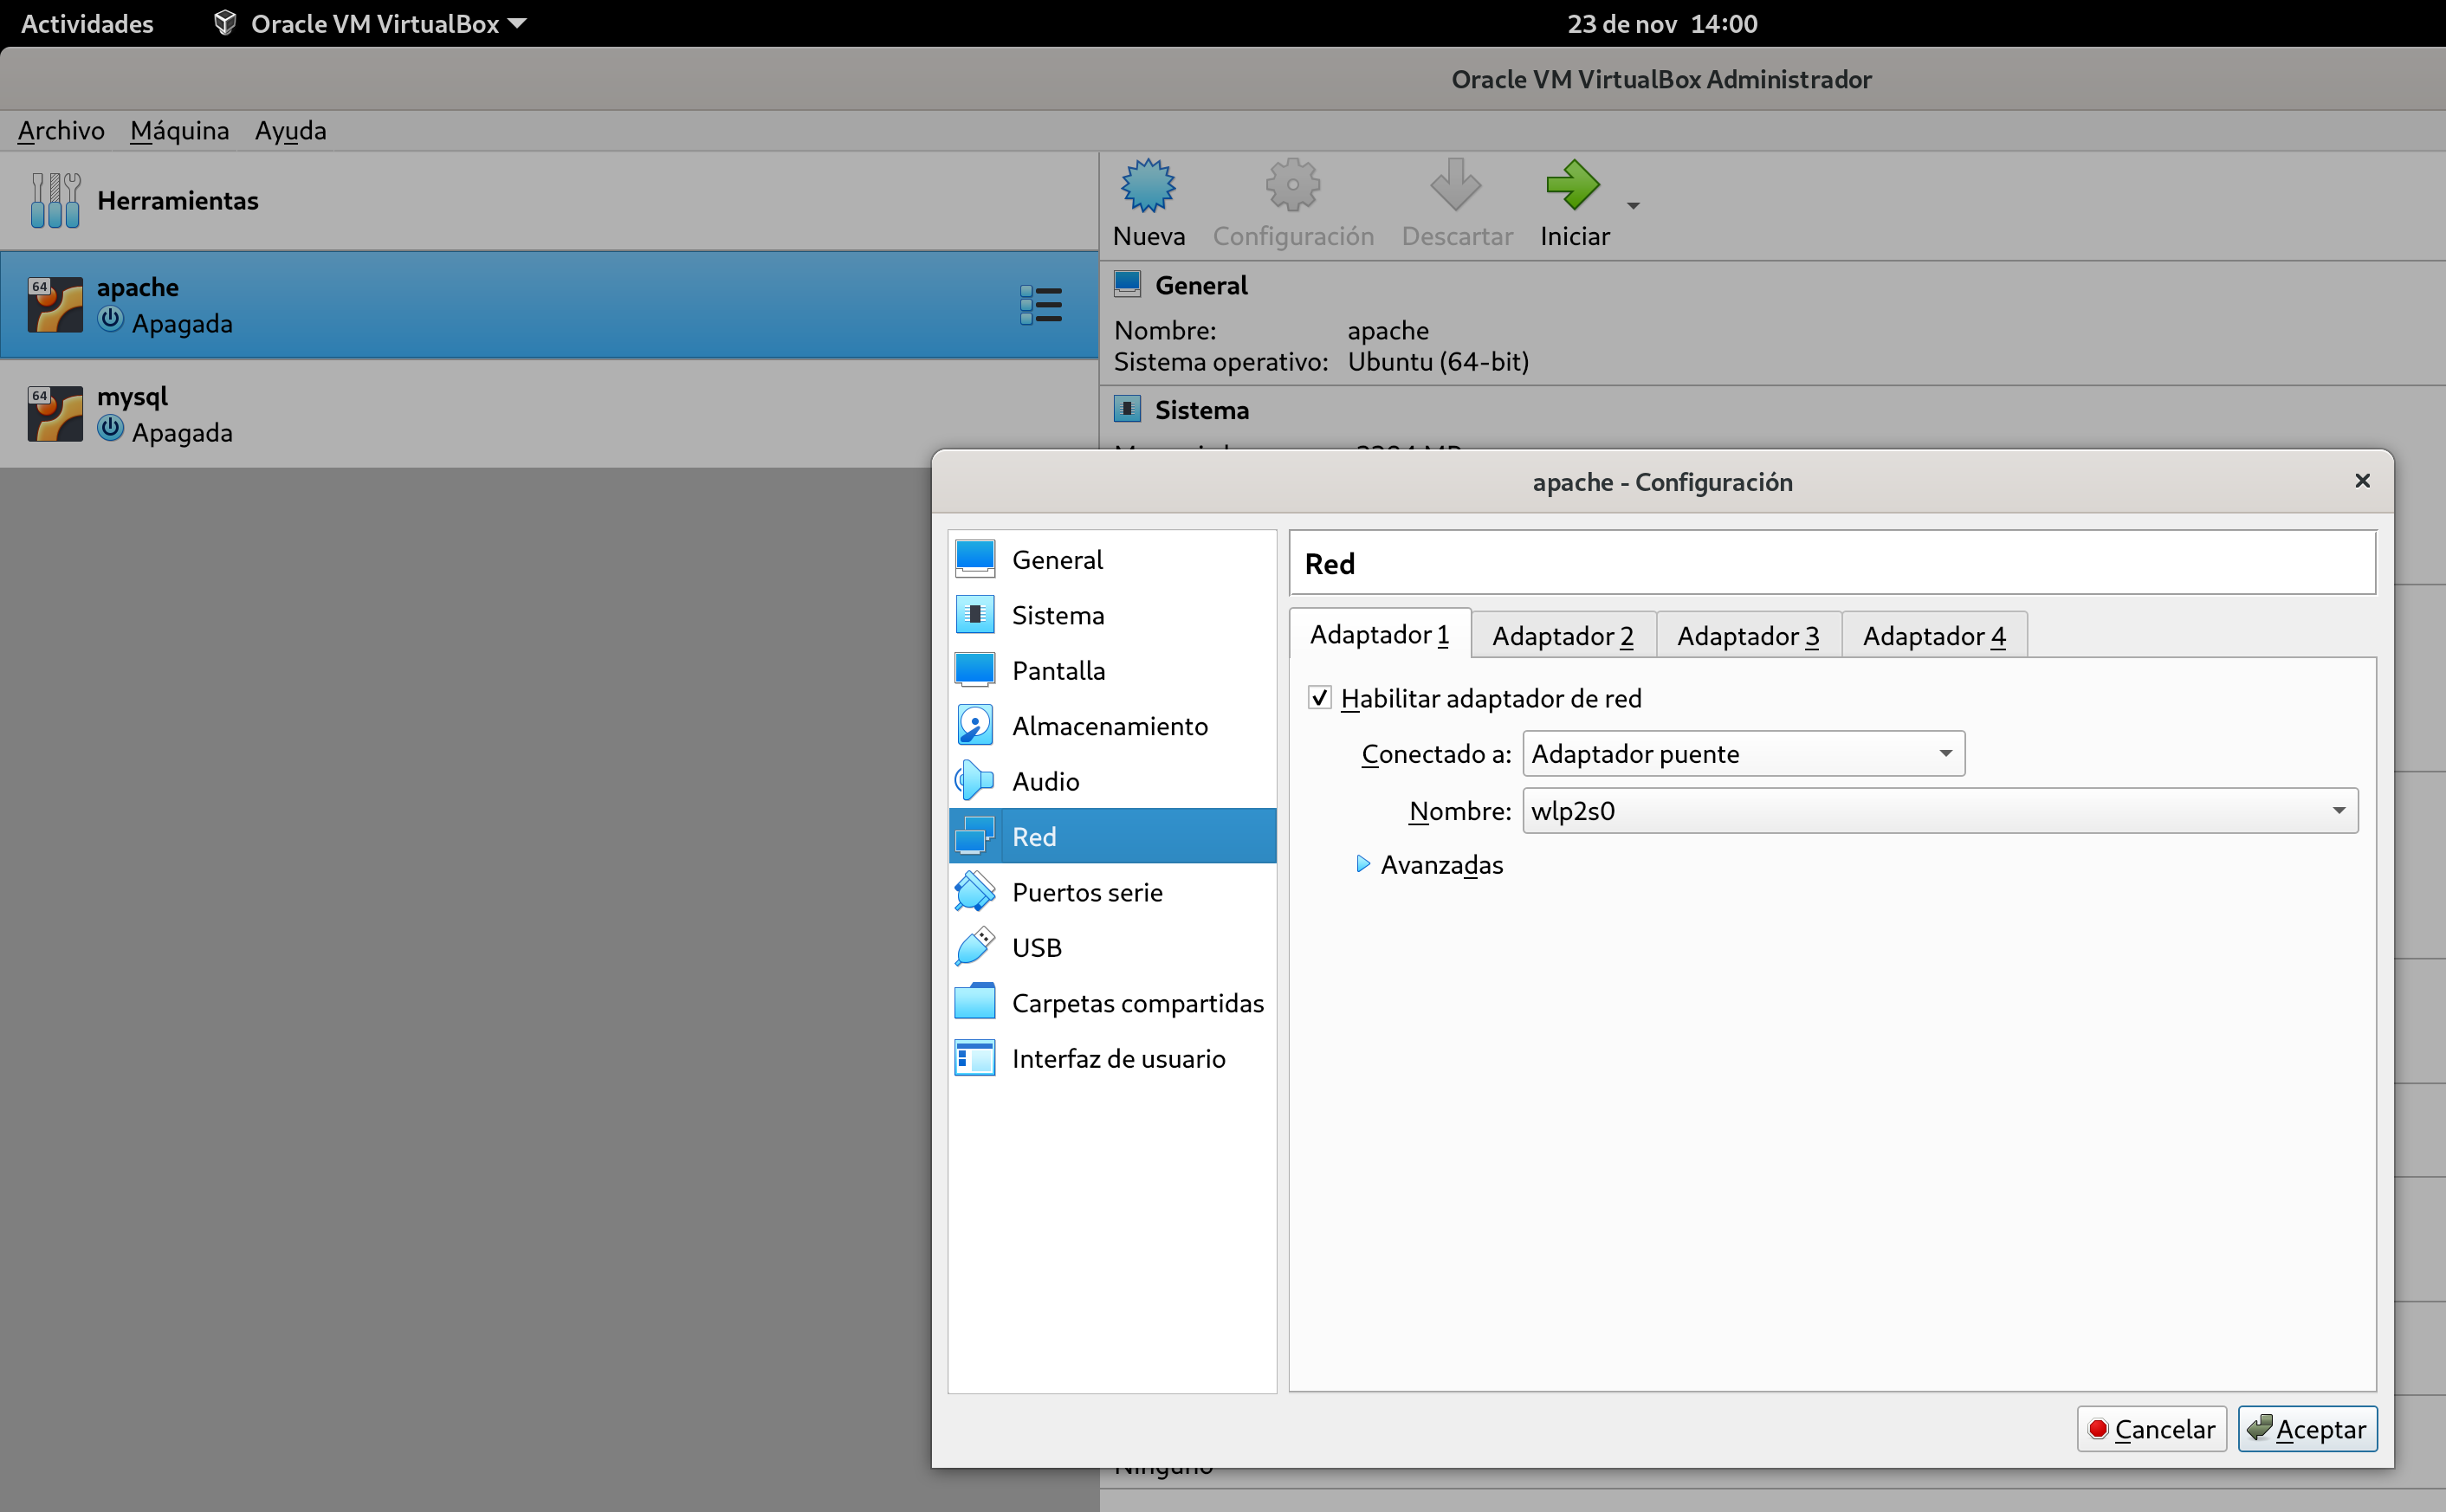 Actividades
Oracle VM VirtualBox
23 de nov 14:00
Oracle VM VirtualBox Administrador
Archivo Máquina Ayuda
Herramientas
64
apache
Apagada
64
mysql
Apagada
Nueva Configuración Descartar Iniciar
General
Nombre: apache
Sistema operativo: Ubuntu (64-bit)
Sistema
apache - Configuración
General
Sistema
Pantalla
Almacenamiento
Audio
Red
Puertos serie
USB
Carpetas compartidas
Interfaz de usuario
Red
Adaptador 1 Adaptador 2 Adaptador 3 Adaptador 4
Habilitar adaptador de red
Conectado a: Adaptador puente
Nombre: wlp2s0
Avanzadas
Cancelar Aceptar
Ninguno